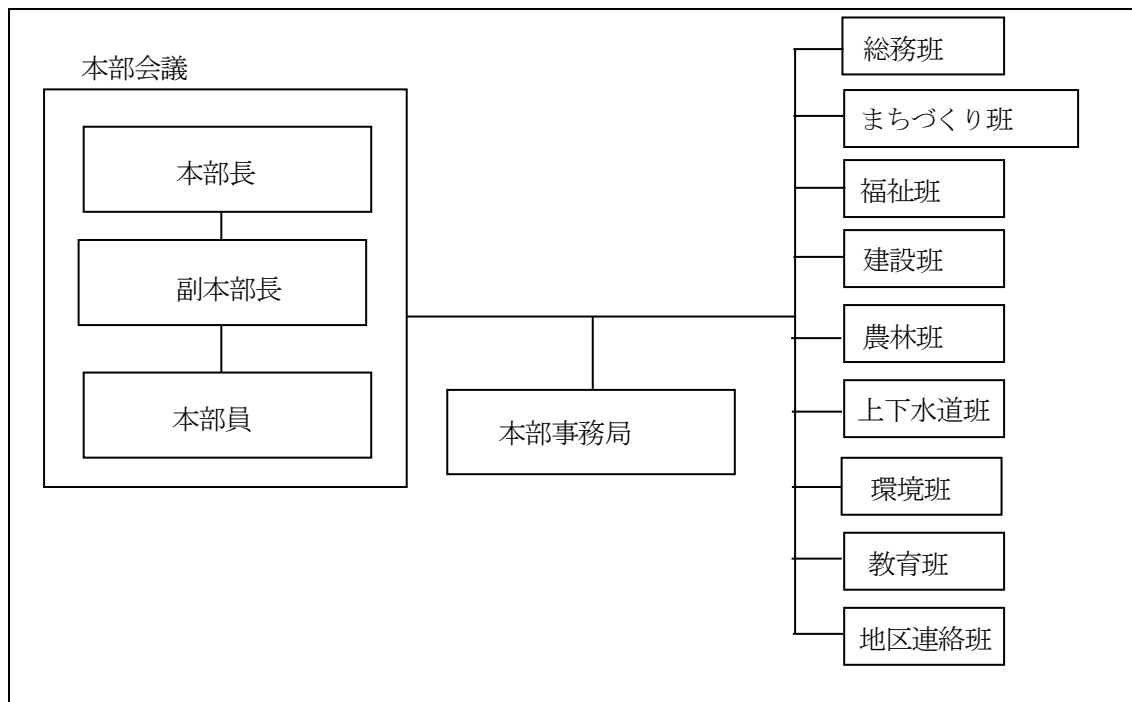 本部会議
本部長
副本部長
本部員
本部事務局
総務班
まちづくり班
福祉班
建設班
農林班
上下水道班
環境班
教育班
地区連絡班